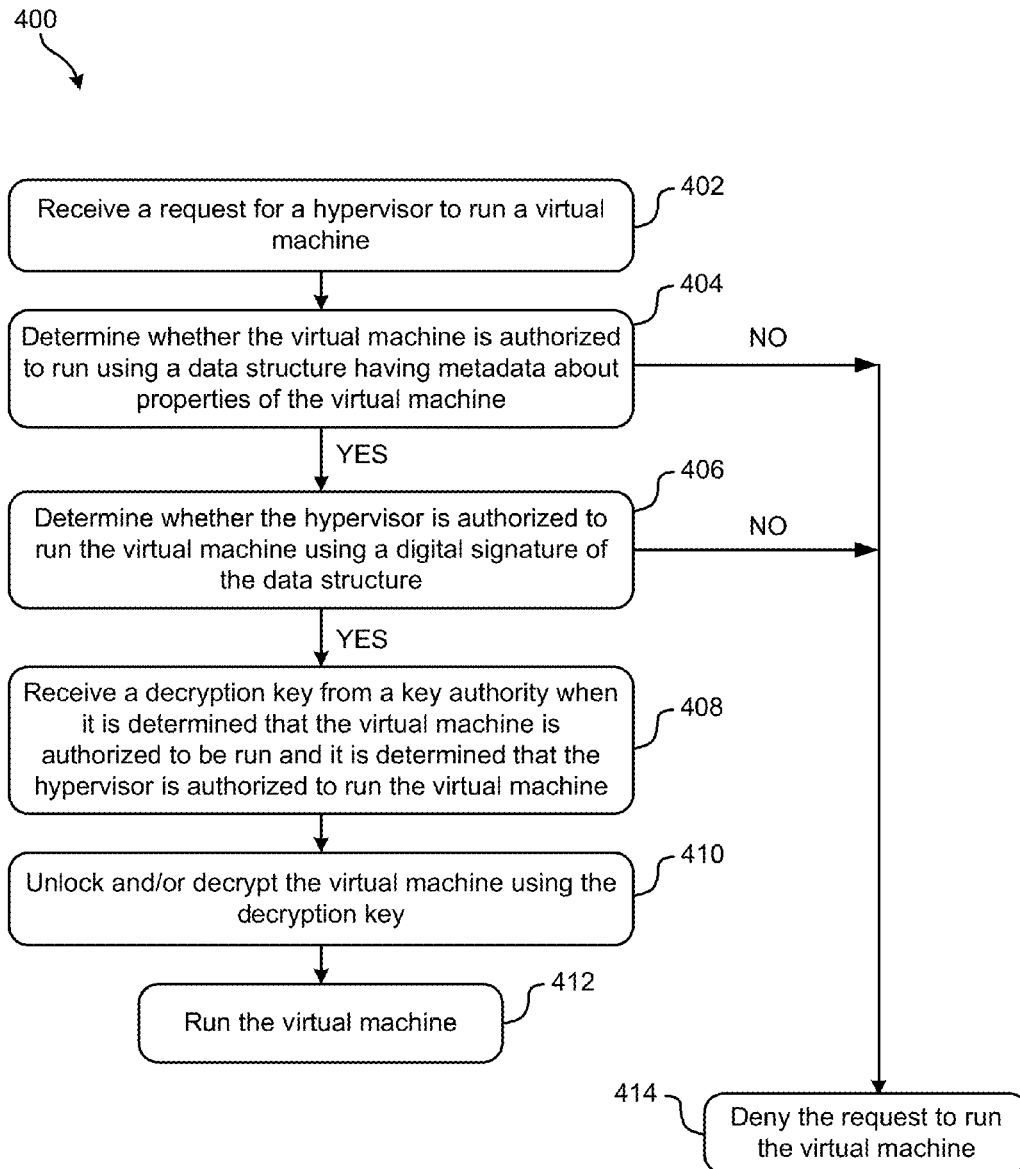 400
402
Receive a request for a hypervisor to run a virtual
machine
404
Determine whether the virtual machine is authorized
to run using a data structure having metadata about
properties of the virtual machine
NO
YES
406
Determine whether the hypervisor is authorized to
run the virtual machine using a digital signature of
the data structure
NO
YES
408
Receive a decryption key from a key authority when
it is determined that the virtual machine is
authorized to be run and it is determined that the
hypervisor is authorized to run the virtual machine
410
Unlock and/or decrypt the virtual machine using the
decryption key
412
Run the virtual machine
414
Deny the request to run
the virtual machine